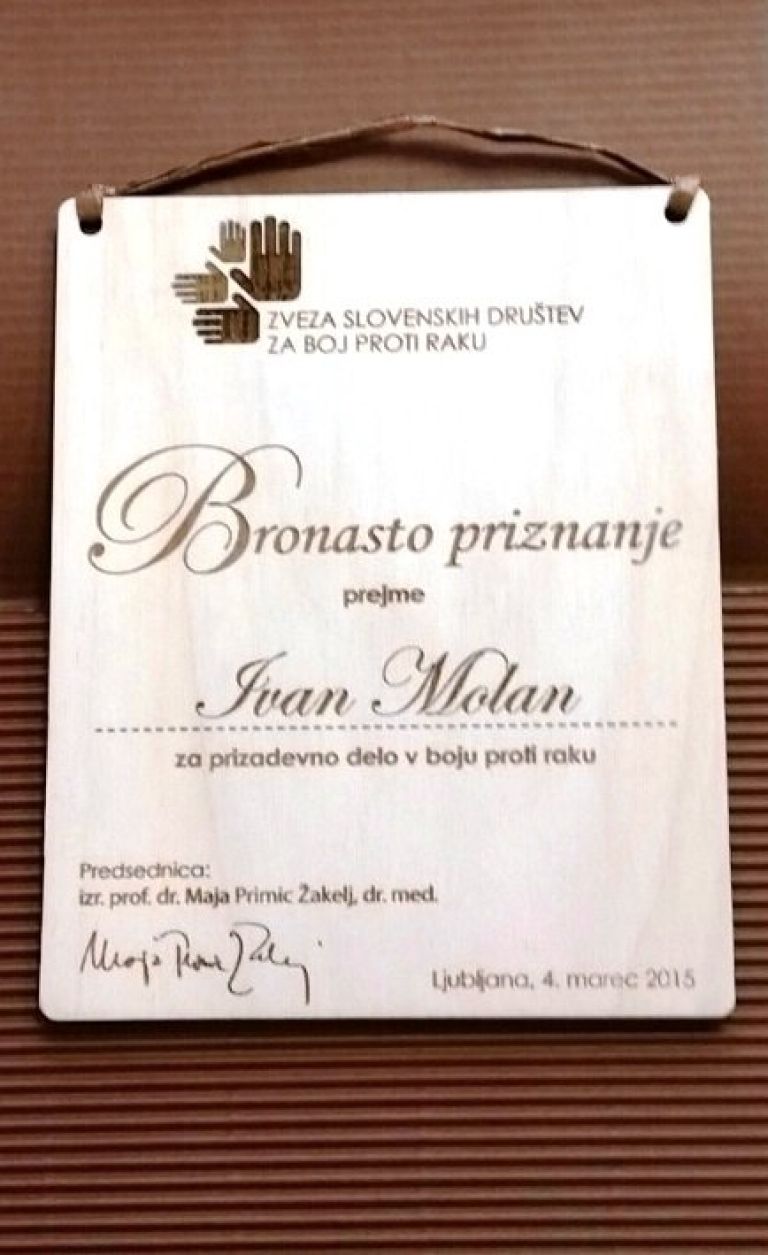 ZVEZA SLOVENSKIH DRUŠTEV
ZA BOJ PROTI RAKU
Bronasto priznanje
prejme
Ivan Molan
za prizadevno delo v boju proti raku
Predsednica:
izr. prof. dr. Maja Primic Žakelj, dr. med.
Ljubljana, 4. marec 2015